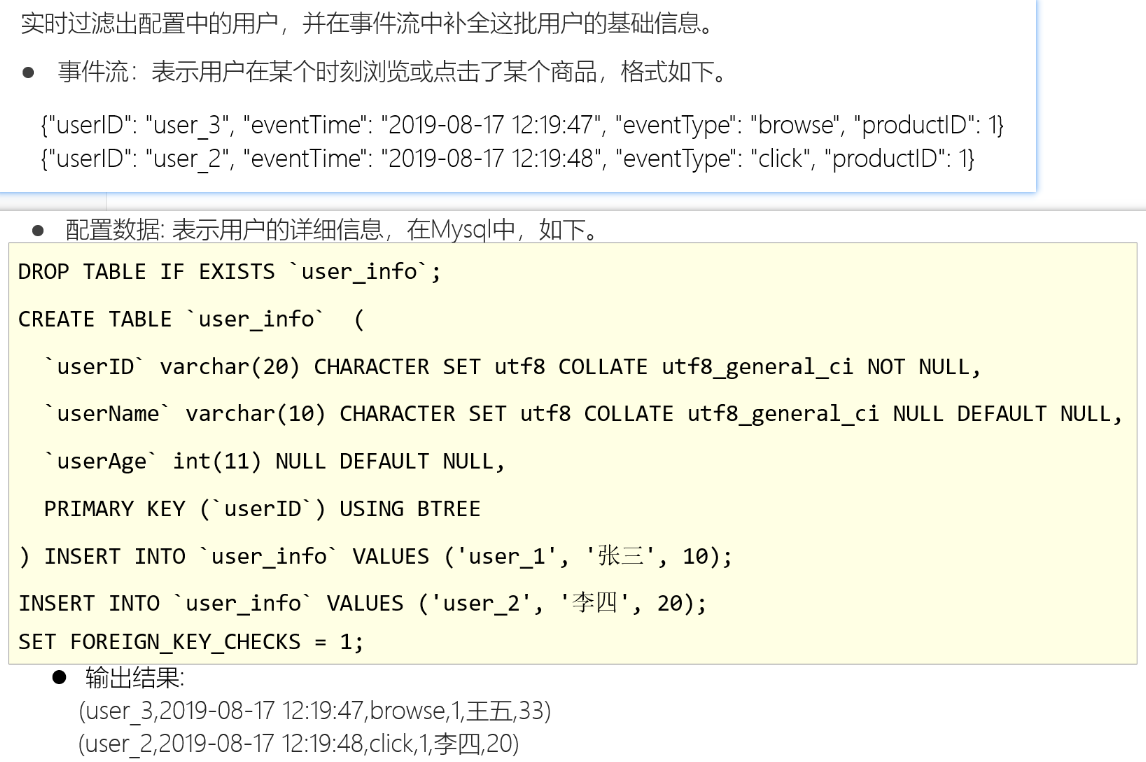 实时过滤出配置中的用户，并在事件流中补全这批用户的基础信息。
● 事件流：表示用户在某个时刻浏览或点击了某个商品，格式如下。
{"userID": "user_3", "eventTime": "2019-08-17 12:19:47", "eventType": "browse", "productID": 1}
{"userID": "user_2", "eventTime": "2019-08-17 12:19:48", "eventType": "click", "productID": 1}
● 配置数据: 表示用户的详细信息，在Mysql中，如下。
DROP TABLE IF EXISTS `user_info`;
CREATE TABLE `user_info`  (
  `userID` varchar(20) CHARACTER SET utf8 COLLATE utf8_general_ci NOT NULL,
  `userName` varchar(10) CHARACTER SET utf8 COLLATE utf8_general_ci NULL DEFAULT NULL,
  `userAge` int(11) NULL DEFAULT NULL,
  PRIMARY KEY (`userID`) USING BTREE
) INSERT INTO `user_info` VALUES ('user_1', '张三', 10);
INSERT INTO `user_info` VALUES ('user_2', '李四', 20);
SET FOREIGN_KEY_CHECKS = 1;
● 输出结果:
(user_3,2019-08-17 12:19:47,browse,1,王五,33)
(user_2,2019-08-17 12:19:48,click,1,李四,20)